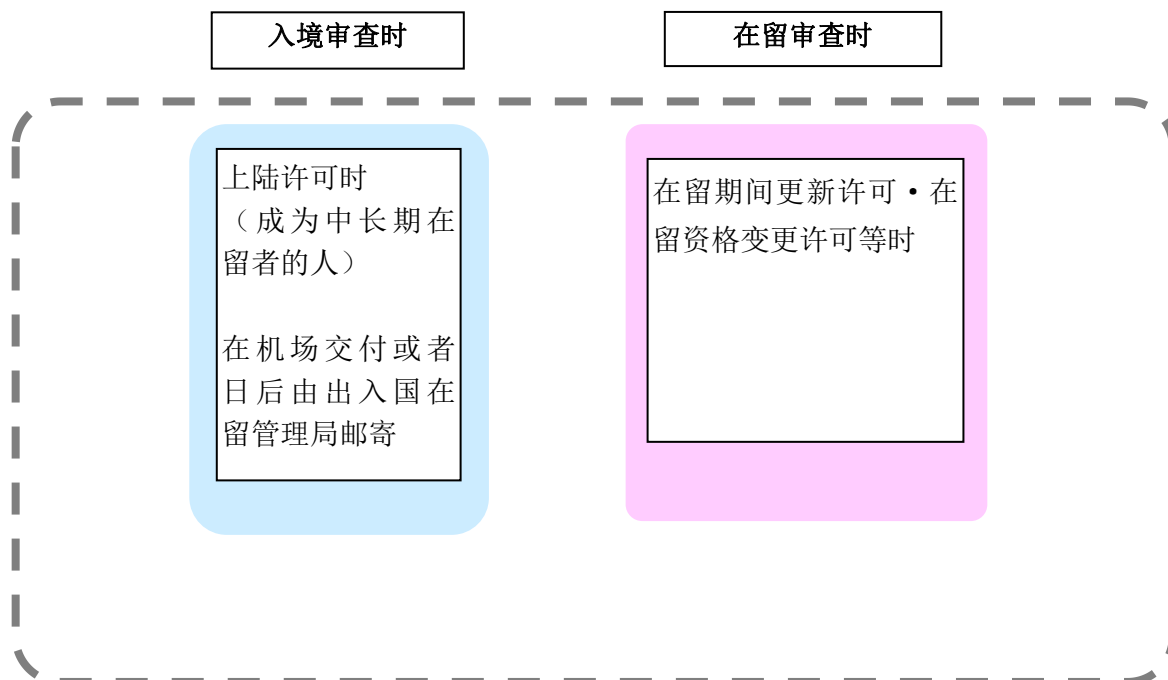 入境审查时
在留审查时
上陆许可时
（成为中长期在
留者的人）
在机场交付或者
日后由出入国在
留管理局邮寄
在留期间更新许可・在
留资格变更许可等时